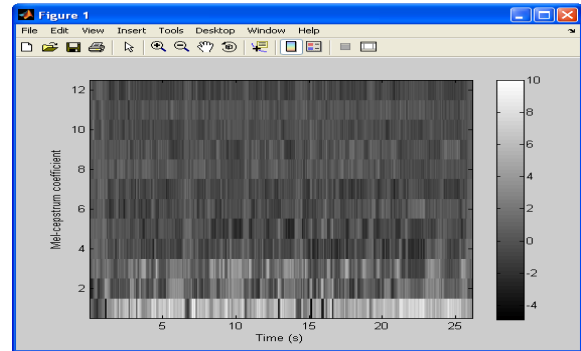 Figure 1
File Edit View Insert Tools Desktop Window Help
12
10
8
6
4
2
Mel-cepstrum coefficient
5 10 15 20 25
Time (s)
10
8
6
4
2
0
-2
-4